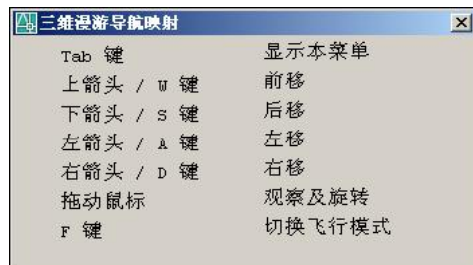 三维漫游导航映射
Tab 键 显示本菜单
上箭头 / W 键 前移
下箭头 / S 键 后移
左箭头 / A 键 左移
右箭头 / D 键 右移
拖动鼠标 观察及旋转
F 键 切换飞行模式